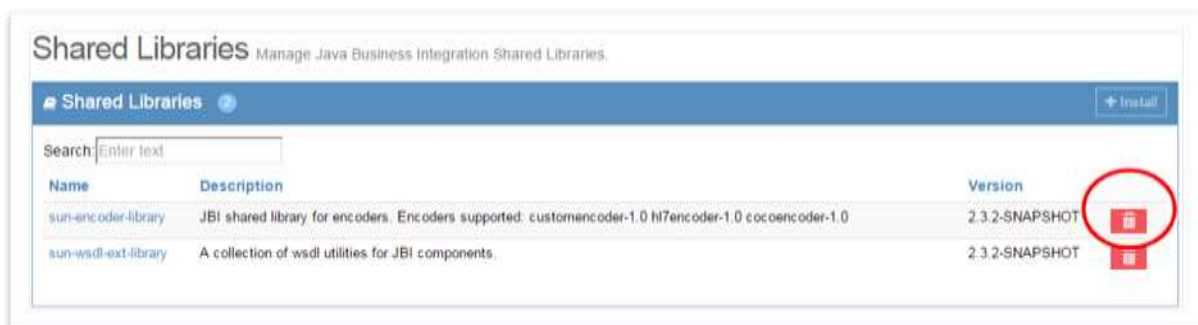 Shared Libraries Manage Java Business Integration Shared Libraries.
Shared Libraries 2 + Install
Search: Enter text
Name Description Version
sun-encoder-library JBI shared library for encoders. Encoders supported: customencoder-1.0 hl7encoder-1.0 cocoencoder-1.0 2.3.2-SNAPSHOT
sun-wsdl-ext-library A collection of wsdl utilities for JBI components. 2.3.2-SNAPSHOT